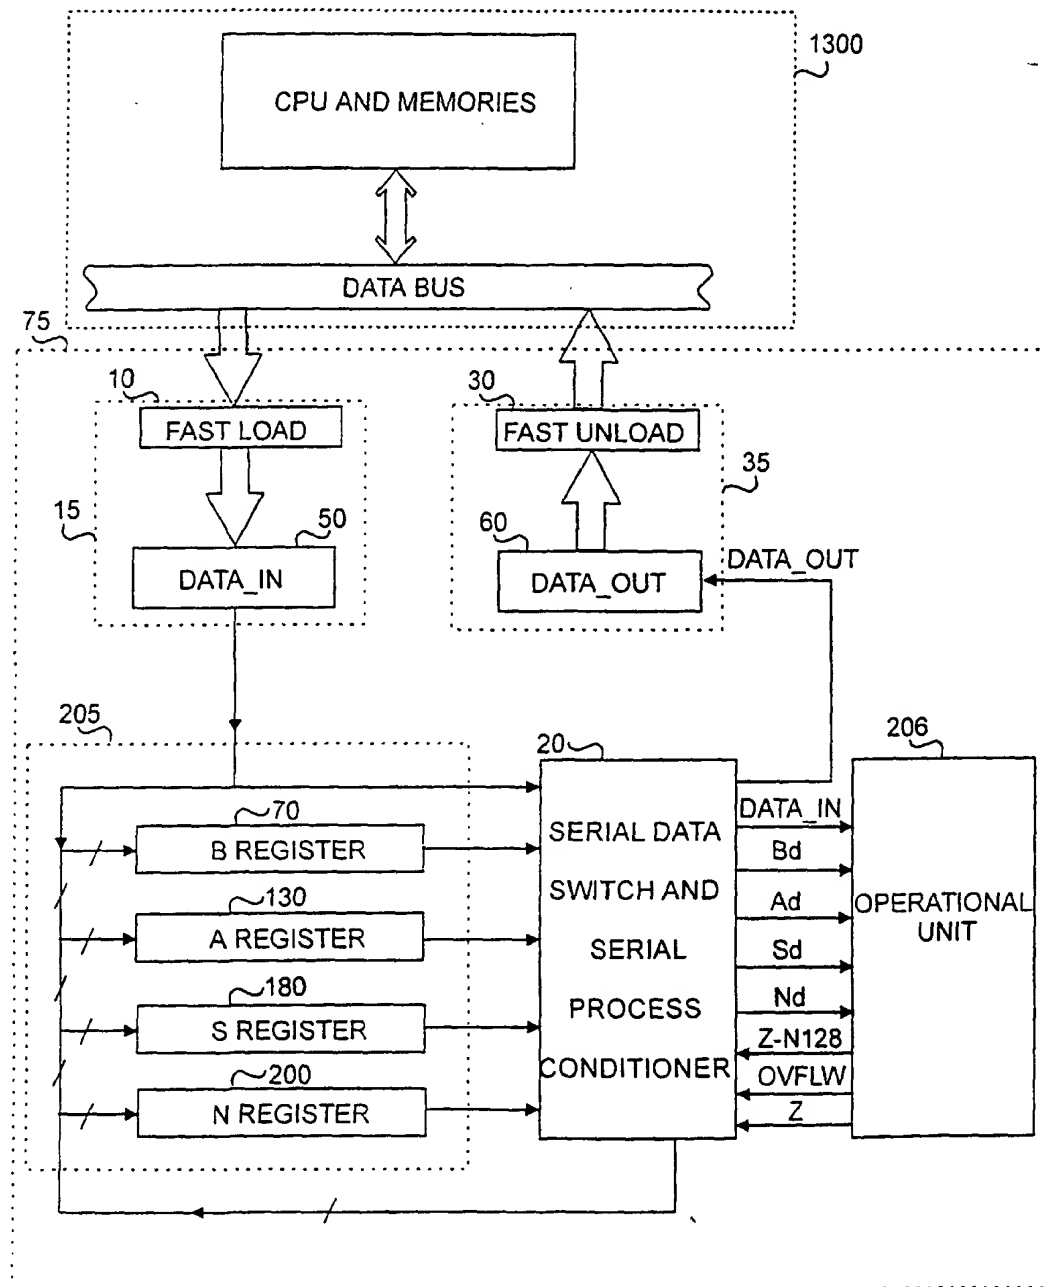 1300
CPU AND MEMORIES
DATA BUS
75
10
FAST LOAD
30
FAST UNLOAD
15
50
DATA_IN
35
60
DATA_OUT
DATA_OUT
205
20
206
70
B REGISTER
130
A REGISTER
180
S REGISTER
200
N REGISTER
SERIAL DATA
SWITCH AND
SERIAL
PROCESS
CONDITIONER
DATA_IN
Bd
Ad
Sd
Nd
Z-N128
OVFLW
Z
OPERATIONAL
UNIT